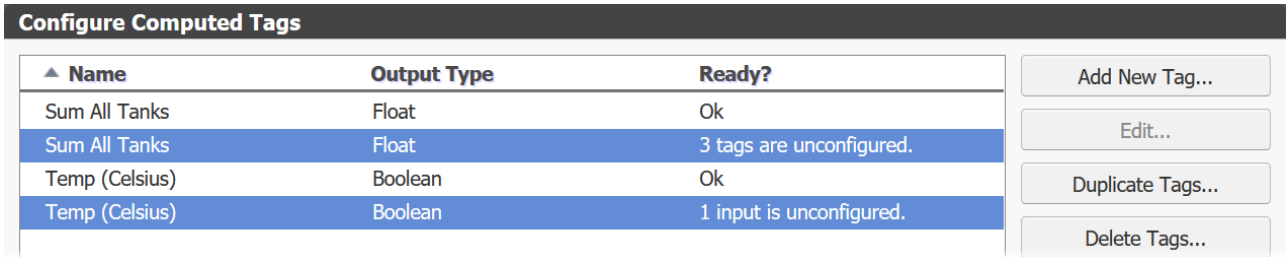 Configure Computed Tags
Name Output Type Ready?
Add New Tag...
Sum All Tanks Float Ok
Edit...
Sum All Tanks Float 3 tags are unconfigured.
Temp (Celsius) Boolean Ok
Duplicate Tags...
Temp (Celsius) Boolean 1 input is unconfigured.
Delete Tags...